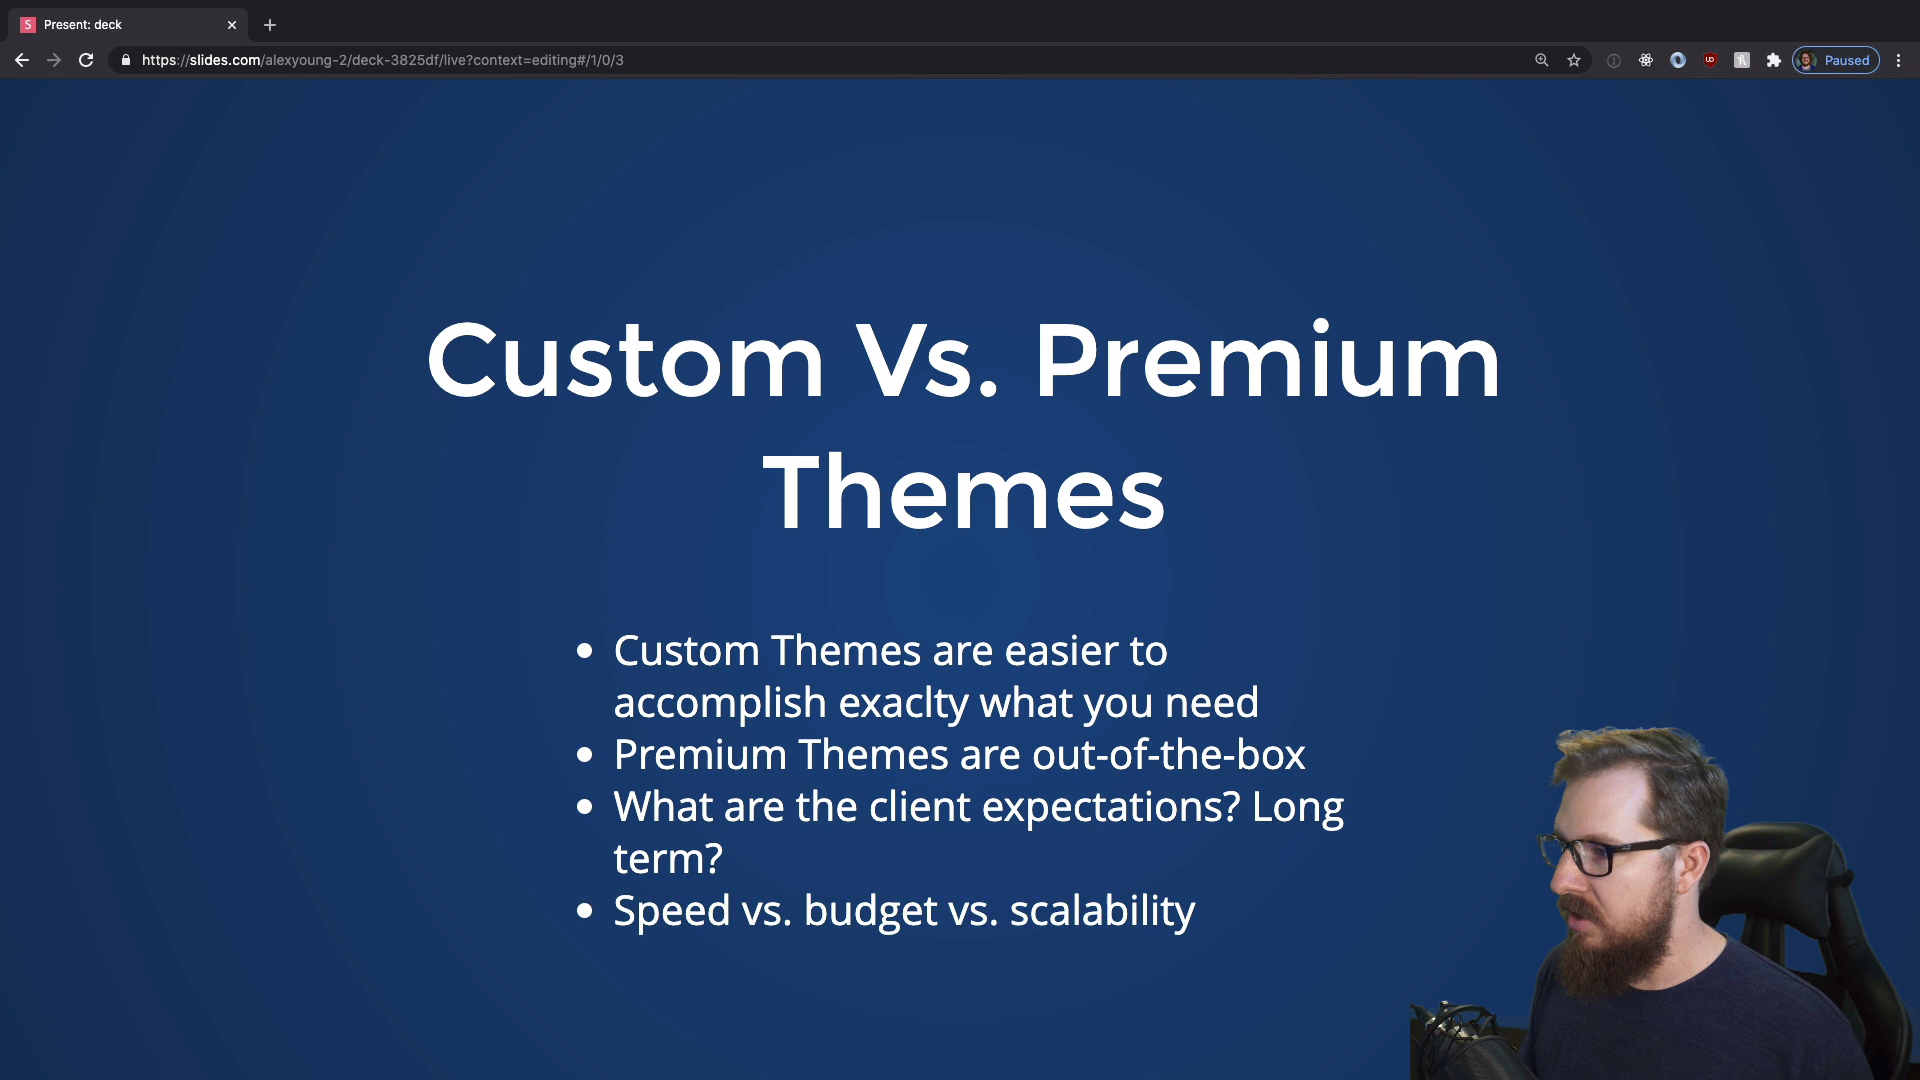 Present: deck
https://slides.com/alexyoung-2/deck-3825df/live?context=editing#/1/0/3
Paused
Custom Vs. Premium
Themes
Custom Themes are easier to
accomplish exaclty what you need
Premium Themes are out-of-the-box
What are the client expectations? Long
term?
Speed vs. budget vs. scalability